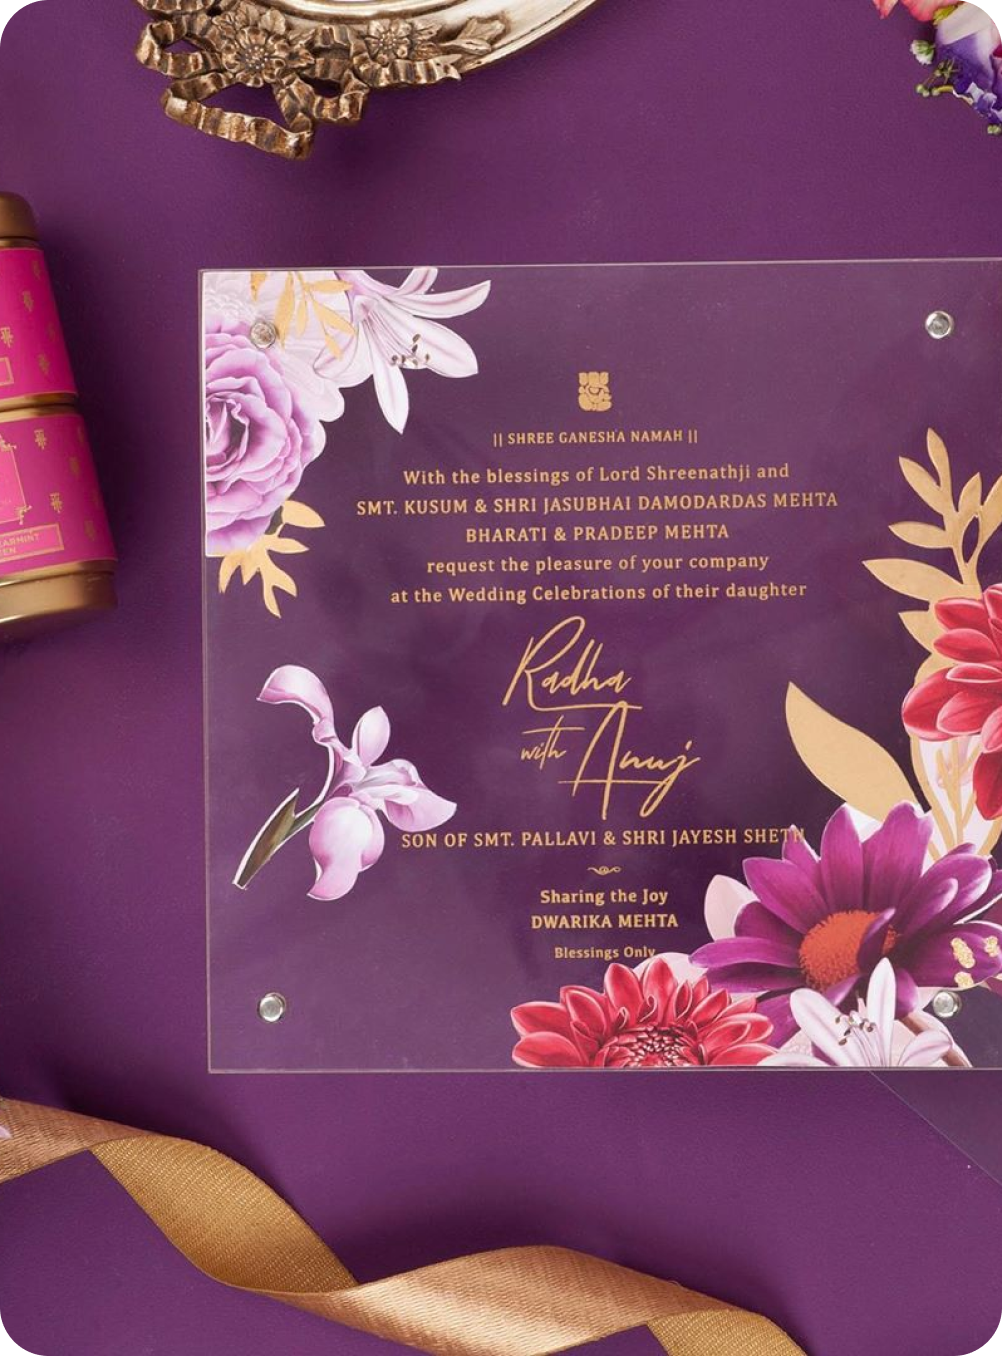 || SHREE GANESHA NAMAH ||
With the blessings of Lord Shreenathji and
SMT. KUSUM & SHRI JASUBHAI DAMODARDAS MEHTA
BHARATI & PRADEEP MEHTA
request the pleasure of your company
at the Wedding Celebrations of their daughter
Radha
with Anuj
SON OF SMT. PALLAVI & SHRI JAYESH SHETH
Sharing the Joy
DWARIKA MEHTA
Blessings Only